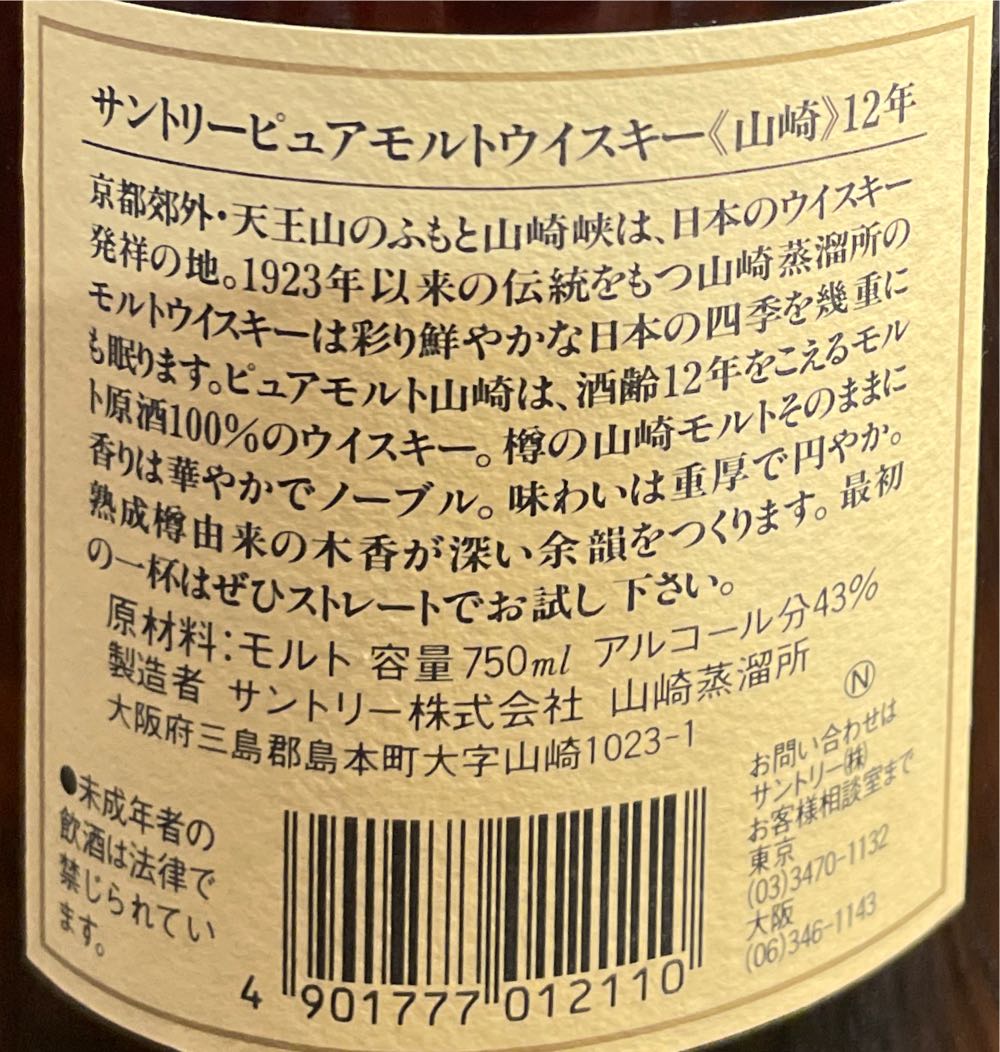 サントリーピュアモルトウイスキー《山崎》12年
京都郊外・天王山のふもと山崎峡は、日本のウイスキー
発祥の地。1923年以来の伝統をもつ山崎蒸溜所の
モルトウイスキーは彩り鮮やかな日本の四季を幾重に
も眠ります。ピュアモルト山崎は、酒齢12年をこえるモル
ト原酒100%のウイスキー。樽の山崎モルトそのままに
香りは華やかでノーブル。味わいは重厚で円やか。
熟成樽由来の木香が深い余韻をつくります。最初
の一杯はぜひストレートでお試し下さい。
原材料:モルト 容量750ml アルコール分43%
製造者 サントリー株式会社 山崎蒸溜所
大阪府三島郡島本町大字山崎1023-1
Ⓝ
●未成年者の
飲酒は法律で
禁じられてい
ます。
お問い合わせは
サントリー㈱
お客様相談室まで
東京
(03)3470-1132
大阪
(06)346-1143
4 901777 012110